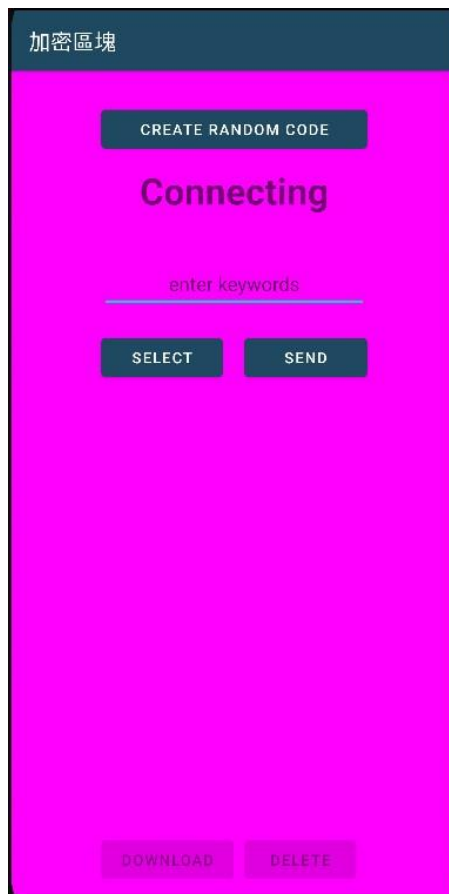 加密區塊
CREATE RANDOM CODE
Connecting
enter keywords
SELECT SEND
DOWNLOAD DELETE